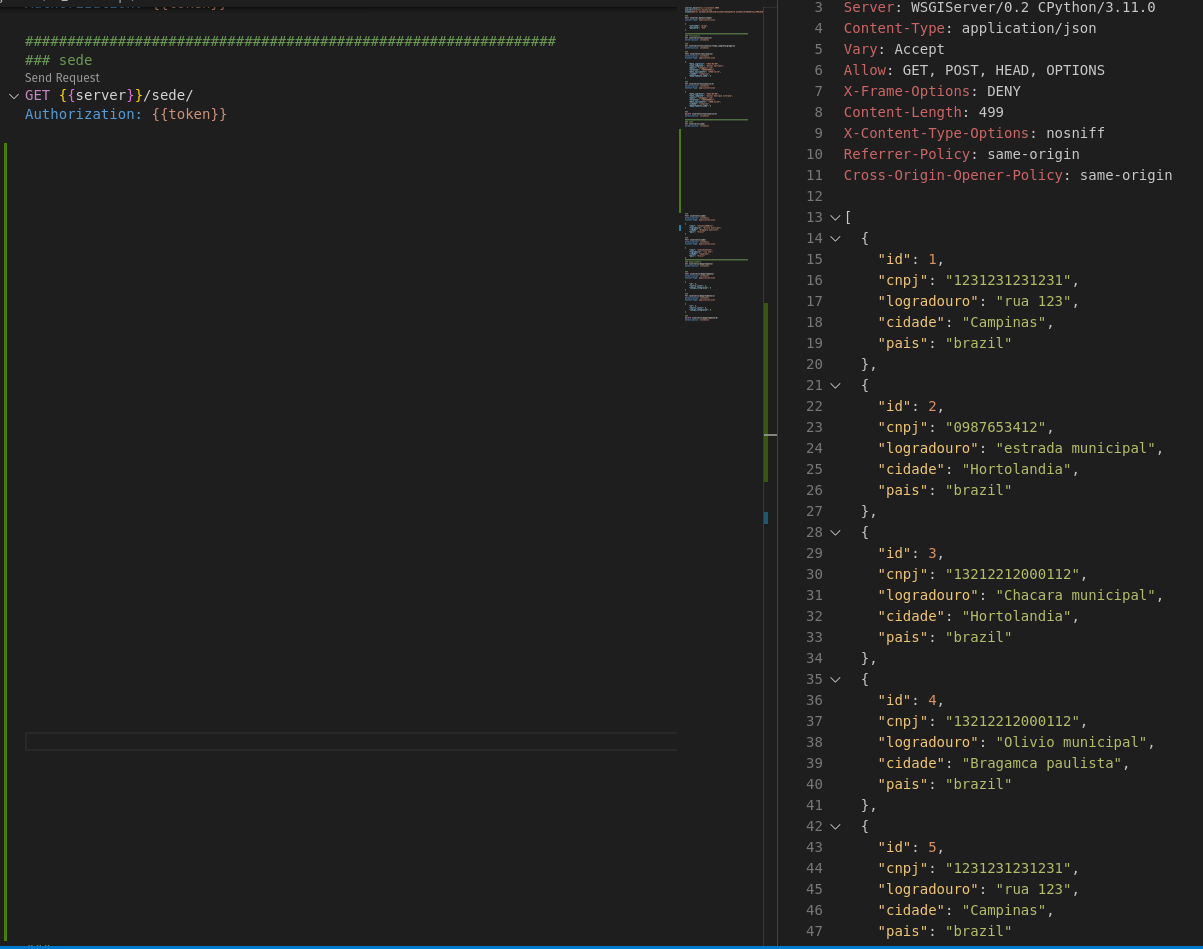 Authorization: {{token}}
###############################################################
### sede
Send Request
GET {{server}}/sede/
Authorization: {{token}}
3 Server: WSGIServer/0.2 CPython/3.11.0
4 Content-Type: application/json
5 Vary: Accept
6 Allow: GET, POST, HEAD, OPTIONS
7 X-Frame-Options: DENY
8 Content-Length: 499
9 X-Content-Type-Options: nosniff
10 Referrer-Policy: same-origin
11 Cross-Origin-Opener-Policy: same-origin
12
13 [
14 {
15 "id": 1,
16 "cnpj": "1231231231231",
17 "logradouro": "rua 123",
18 "cidade": "Campinas",
19 "pais": "brazil"
20 },
21 {
22 "id": 2,
23 "cnpj": "0987653412",
24 "logradouro": "estrada municipal",
25 "cidade": "Hortolandia",
26 "pais": "brazil"
27 },
28 {
29 "id": 3,
30 "cnpj": "13212212000112",
31 "logradouro": "Chacara municipal",
32 "cidade": "Hortolandia",
33 "pais": "brazil"
34 },
35 {
36 "id": 4,
37 "cnpj": "13212212000112",
38 "logradouro": "Olivio municipal",
39 "cidade": "Bragamca paulista",
40 "pais": "brazil"
41 },
42 {
43 "id": 5,
44 "cnpj": "1231231231231",
45 "logradouro": "rua 123",
46 "cidade": "Campinas",
47 "pais": "brazil"